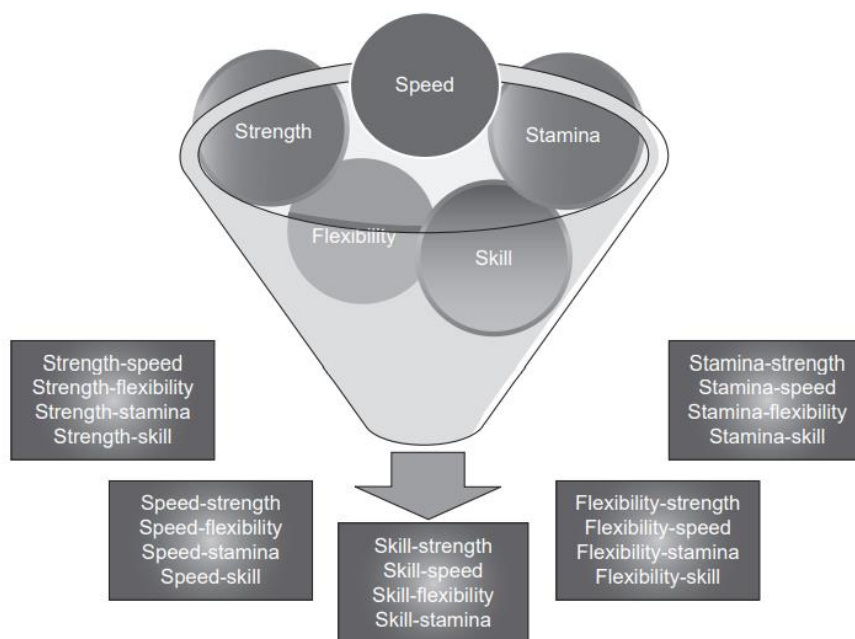 Speed
Strength
Stamina
Flexibility
Skill
Strength-speed
Strength-flexibility
Strength-stamina
Strength-skill
Stamina-strength
Stamina-speed
Stamina-flexibility
Stamina-skill
Speed-strength
Speed-flexibility
Speed-stamina
Speed-skill
Skill-strength
Skill-speed
Skill-flexibility
Skill-stamina
Flexibility-strength
Flexibility-speed
Flexibility-stamina
Flexibility-skill